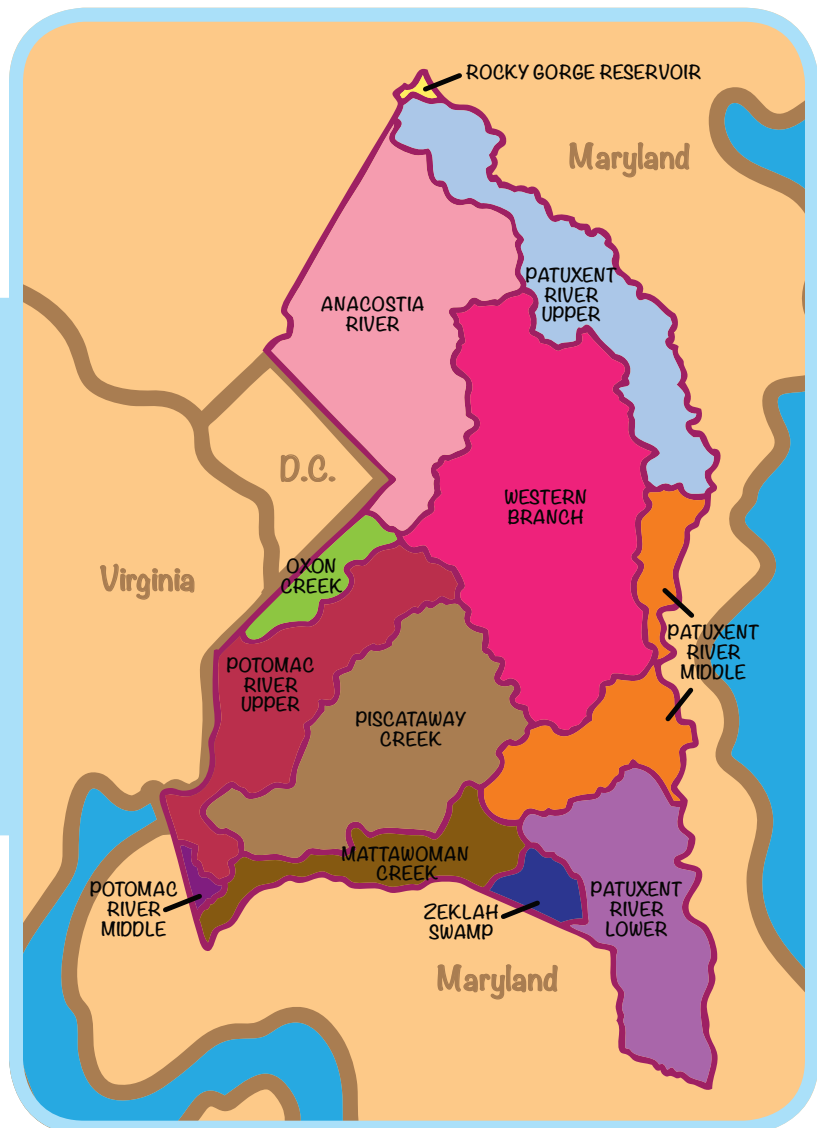 ROCKY GORGE RESERVOIR
Maryland
PATUXENT
RIVER
UPPER
ANACOSTIA
RIVER
D.C.
WESTERN
BRANCH
OXON
CREEK
Virginia
PATUXENT
RIVER
MIDDLE
POTOMAC
RIVER
UPPER
PISCATAWAY
CREEK
MATTAWOMAN
CREEK
POTOMAC
RIVER
MIDDLE
ZEKLAH
SWAMP
PATUXENT
RIVER
LOWER
Maryland